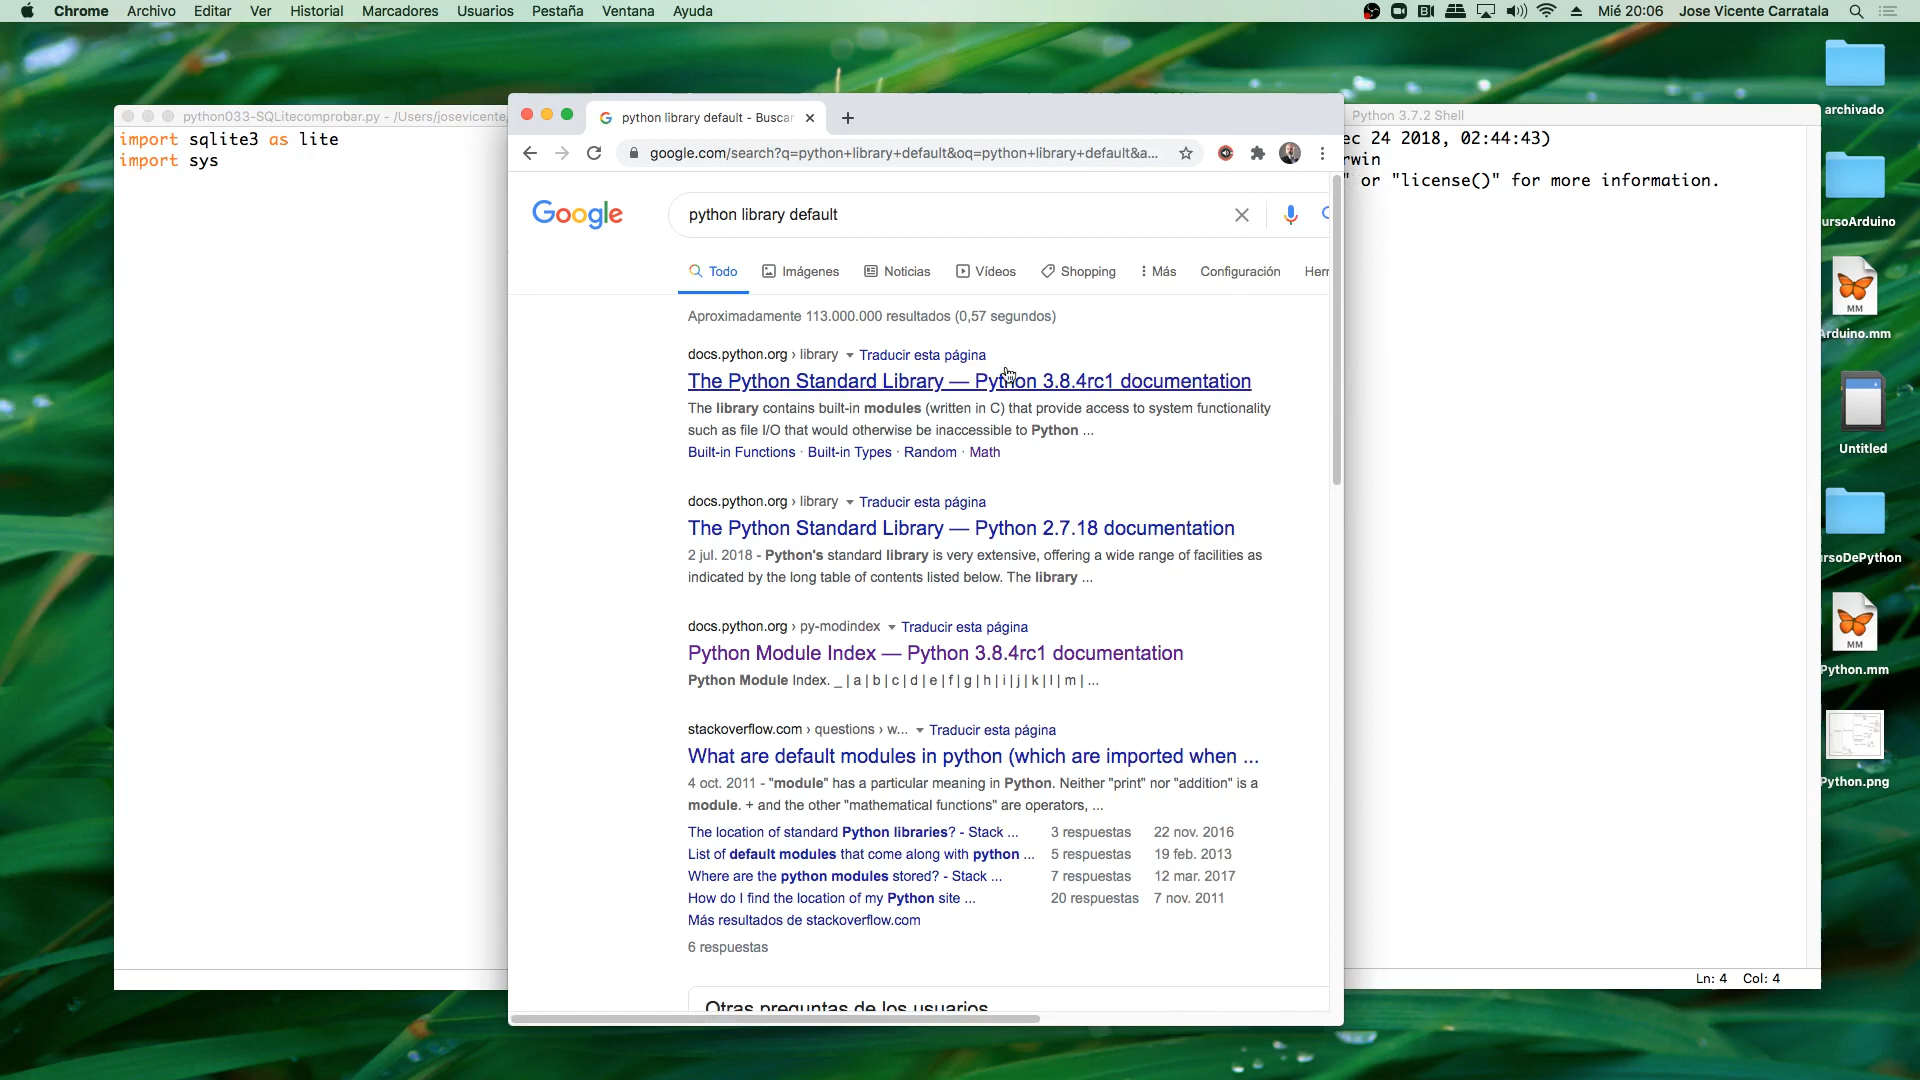 Chrome Archivo Editar Ver Historial Marcadores Usuarios Pestaña Ventana Ayuda
Mié 20:06 Jose Vicente Carratala
python033-SQLitecomprobar.py - /Users/josevicente
import sqlite3 as lite
import sys
python library default - Buscar
google.com/search?q=python+library+default&oq=python+library+default&a...
Google
python library default
Todo Imágenes Noticias Vídeos Shopping Más Configuración Herr
Aproximadamente 113.000.000 resultados (0,57 segundos)
docs.python.org › library Traducir esta página
The Python Standard Library — Python 3.8.4rc1 documentation
The library contains built-in modules (written in C) that provide access to system functionality
such as file I/O that would otherwise be inaccessible to Python ...
Built-in Functions · Built-in Types · Random · Math
docs.python.org › library Traducir esta página
The Python Standard Library — Python 2.7.18 documentation
2 jul. 2018 - Python's standard library is very extensive, offering a wide range of facilities as
indicated by the long table of contents listed below. The library ...
docs.python.org › py-modindex Traducir esta página
Python Module Index — Python 3.8.4rc1 documentation
Python Module Index. _ | a | b | c | d | e | f | g | h | i | j | k | l | m | ...
stackoverflow.com › questions › w... Traducir esta página
What are default modules in python (which are imported when ...
4 oct. 2011 - "module" has a particular meaning in Python. Neither "print" nor "addition" is a
module. + and the other "mathematical functions" are operators, ...
The location of standard Python libraries? - Stack ... 3 respuestas 22 nov. 2016
List of default modules that come along with python ... 5 respuestas 19 feb. 2013
Where are the python modules stored? - Stack ... 7 respuestas 12 mar. 2017
How do I find the location of my Python site ... 20 respuestas 7 nov. 2011
Más resultados de stackoverflow.com
6 respuestas
Otras preguntas de los usuarios
Python 3.7.2 Shell
ec 24 2018, 02:44:43)
rwin
" or "license()" for more information.
Ln: 4 Col: 4
archivado
ursoArduino
MM
Arduino.mm
Untitled
rsoDePython
MM
Python.mm
Python.png